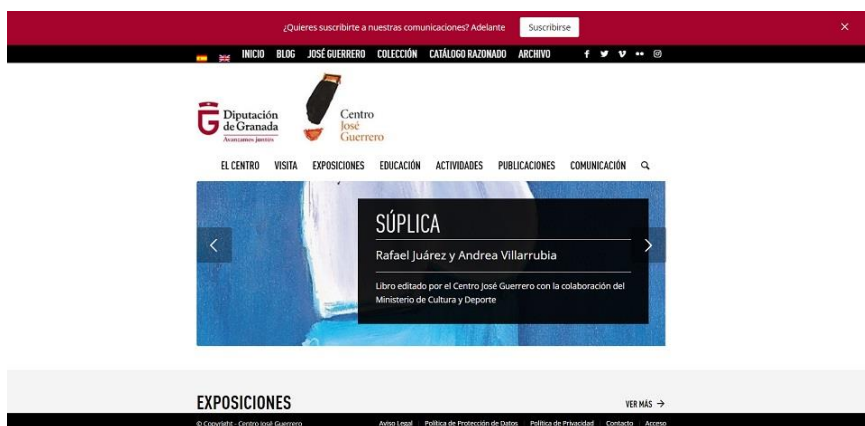 ¿Quieres suscribirte a nuestras comunicaciones? Adelante Suscribirse ×
INICIO BLOG JOSÉ GUERRERO COLECCIÓN CATÁLOGO RAZONADO ARCHIVO
Diputación
de Granada
Avanzamos juntos
Centro
José
Guerrero
EL CENTRO VISITA EXPOSICIONES EDUCACIÓN ACTIVIDADES PUBLICACIONES COMUNICACIÓN
SÚPLICA
Rafael Juárez y Andrea Villarrubia
Libro editado por el Centro José Guerrero con la colaboración del
Ministerio de Cultura y Deporte
EXPOSICIONES VER MÁS →
© Copyright - Centro José Guerrero Aviso Legal Política de Protección de Datos Política de Privacidad Contacto Acceso